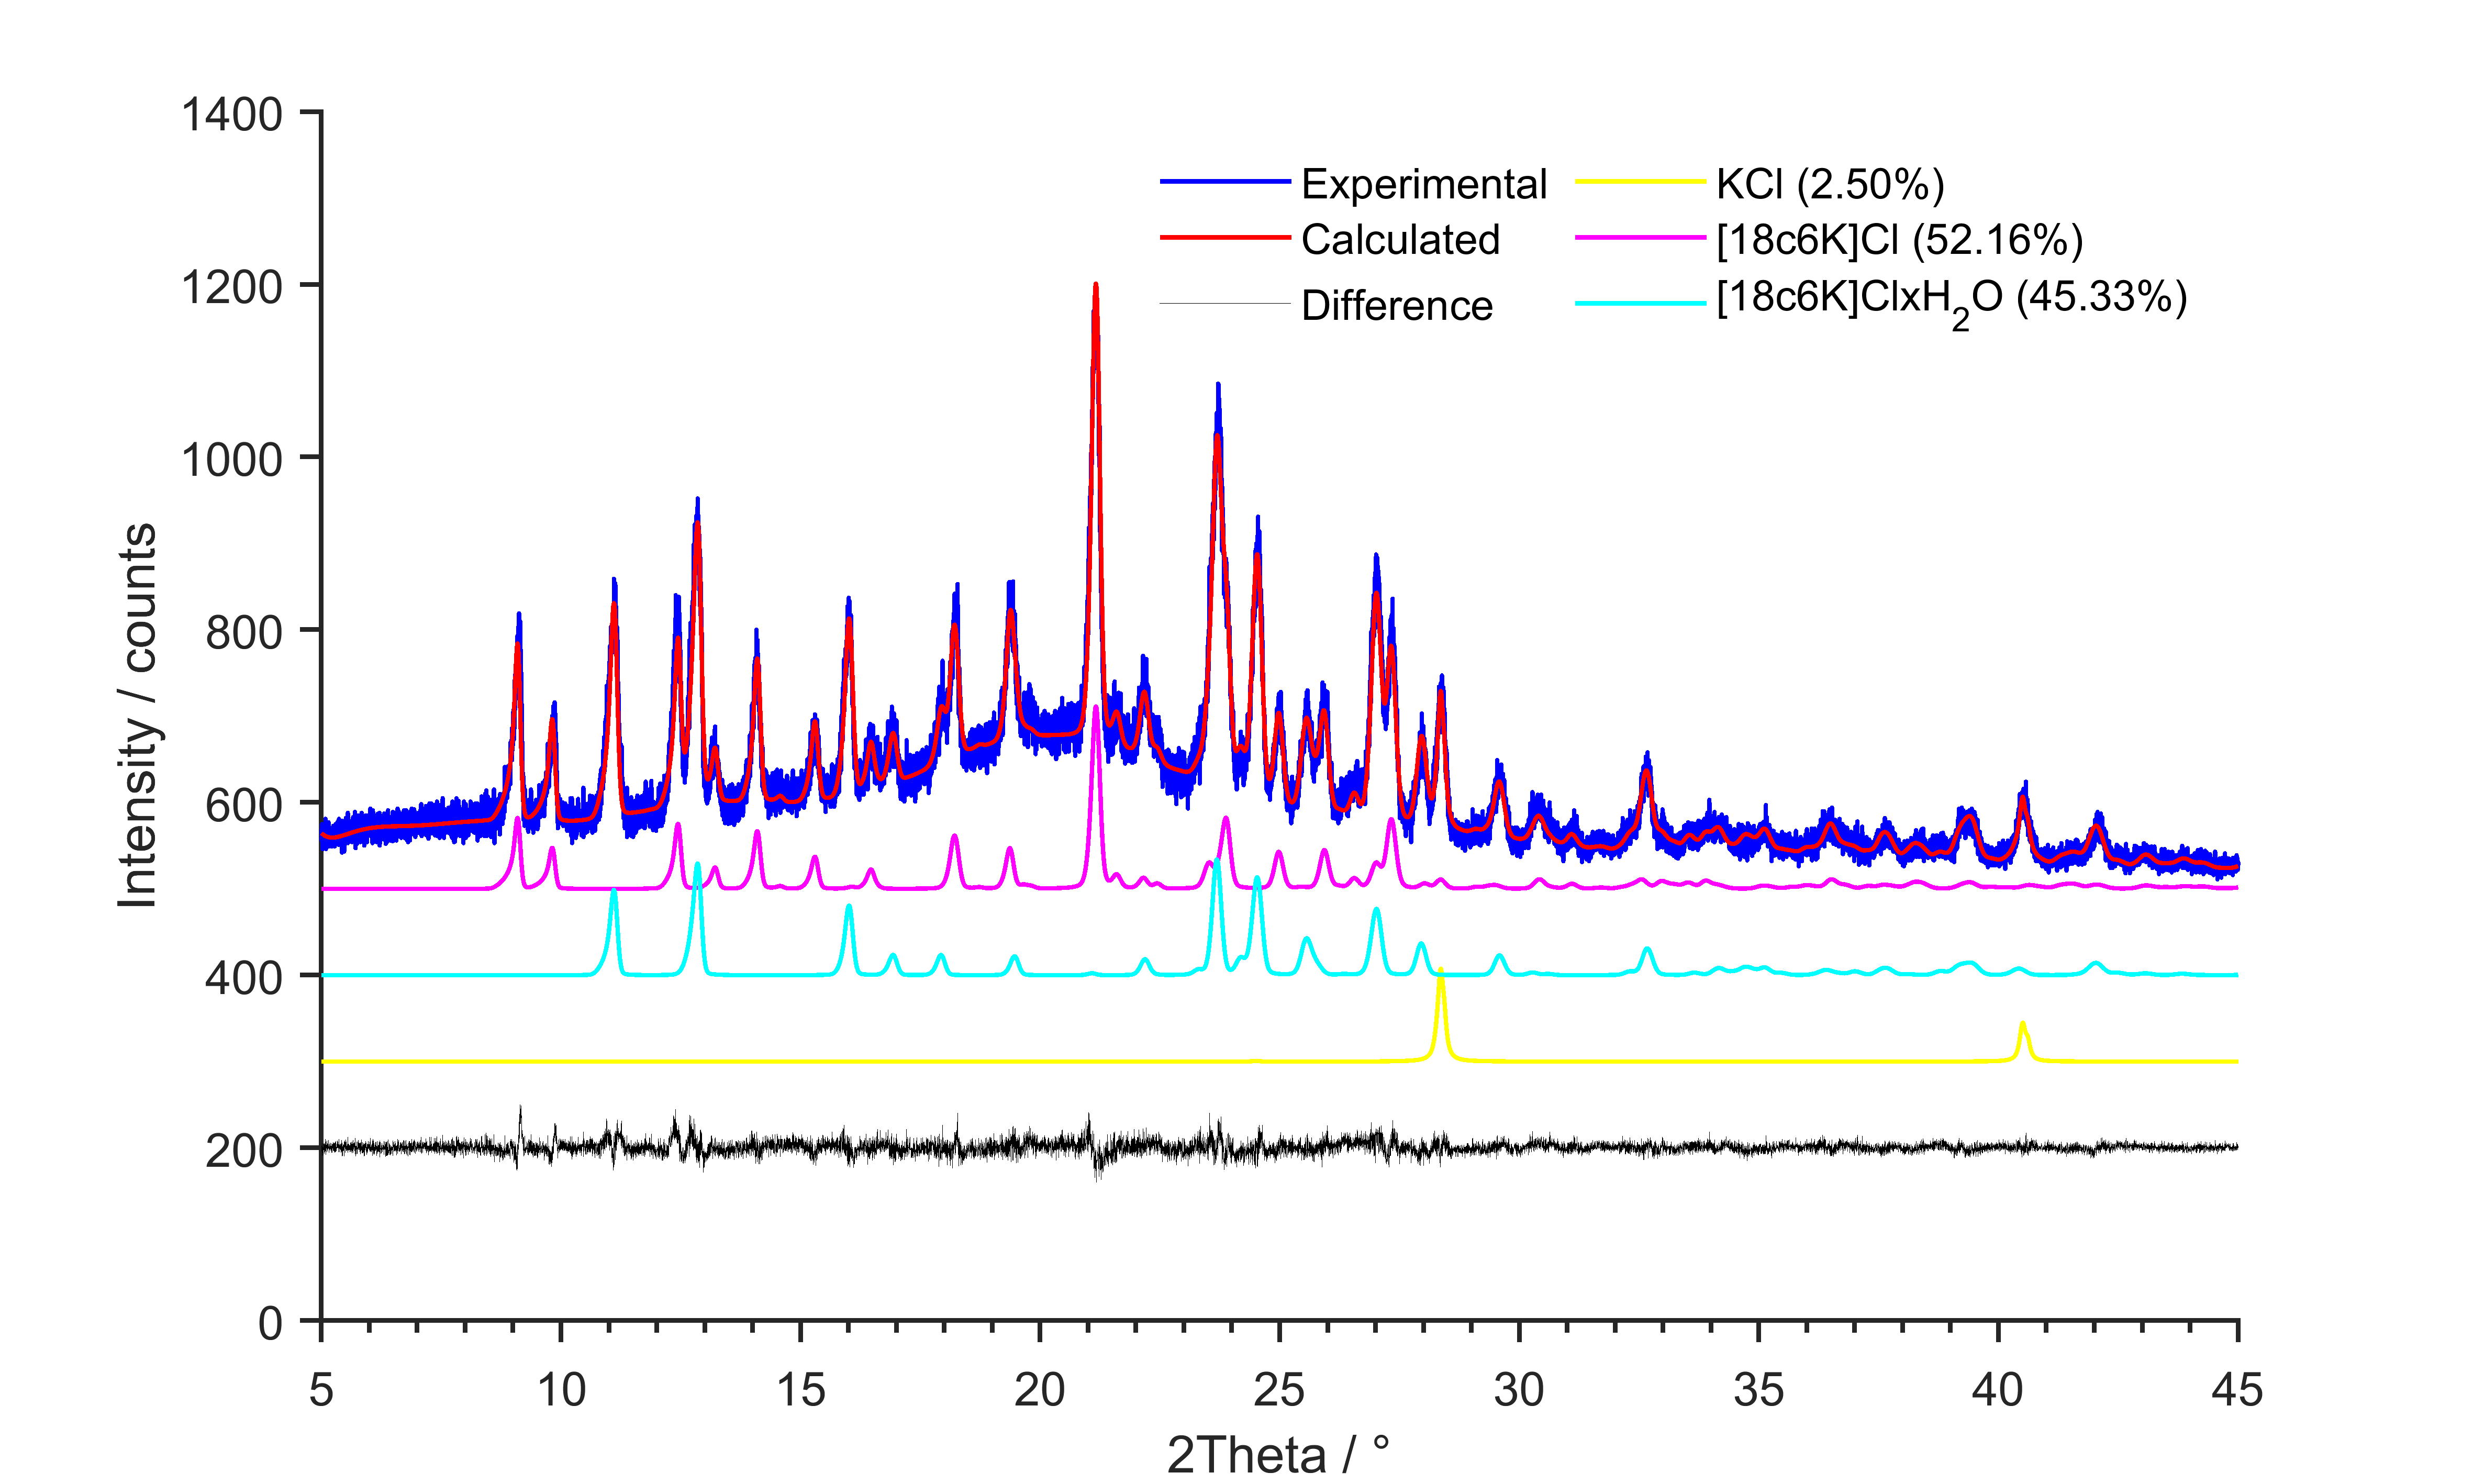 1400
1200
1000
800
600
400
200
0
Intensity / counts
Experimental
Calculated
Difference
KCl (2.50%)
[18c6K]Cl (52.16%)
[18c6K]ClxH2O (45.33%)
5 10 15 20 25 30 35 40 45
2Theta / °